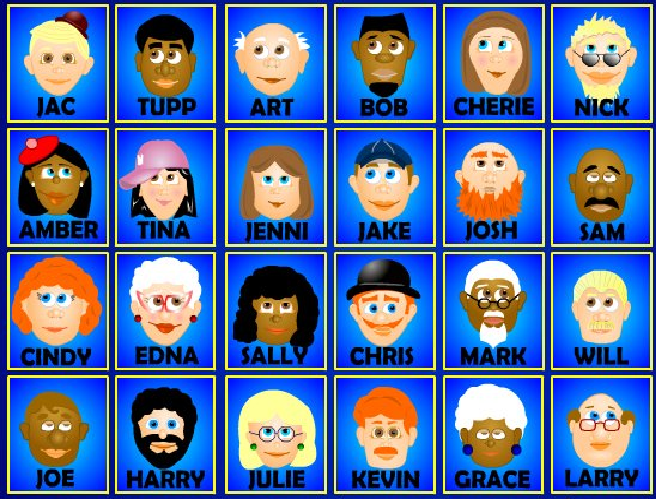 JAC
TUPP
ART
BOB
CHERIE
NICK
AMBER
TINA
JENNI
JAKE
JOSH
SAM
CINDY
EDNA
SALLY
CHRIS
MARK
WILL
JOE
HARRY
JULIE
KEVIN
GRACE
LARRY